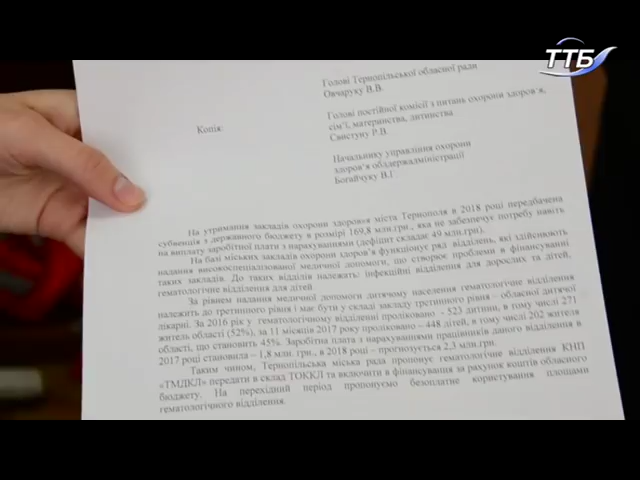 ТТБ
Голові Тернопільської обласної ради
Овчаруку В.В.
Голові постійної комісії з питань охорони здоров'я,
сім'ї, материнства, дитинства
Свистуну Р.В.
Копія:
Начальнику управління охорони
здоров'я облдержадміністрації
Богайчуку В.Г.
На утримання закладів охорони здоровня міста Тернополя в 2018 році передбачена
субвенція з державного бюджету в розмірі 169,8 млн.грн., яка не забезпечує потребу навіть
на виплату заробітної плати з нарахуваннями (дефіцит складає 49 млн.грн).
На базі міських закладів охорони здоров'я функціонує ряд відділень, які здійснюють
надання високоспеціалізованої медичної допомоги, що створює проблеми в фінансуванні
таких закладів. До таких відділень належать: інфекційні відділення для дорослих та дітей,
гематологічне відділення для дітей.
За рівнем надання медичної допомоги дитячому населення гематологічне відділення
належить до третинного рівня і має бути у складі закладу третинного рівня – обласної дитячої
лікарні. За 2016 рік у гематологічному відділенні проліковано - 523 дитини, в тому числі 271
житель області (52%), за 11 місяців 2017 року проліковано – 448 дітей, в тому числі 202 жителя
області, що становить 45%. Заробітна плата з нарахуваннями працівників даного відділення в
2017 році становила – 1,8 млн. грн., в 2018 році – прогнозується 2,3 млн.грн.
Таким чином, Тернопільська міська рада пропонує гематологічне відділення КНП
«ТМДКЛ» передати в склад ТОККЛ та включити в фінансування за рахунок коштів обласного
бюджету. На перехідний період пропонуємо безоплатне користування площами
гематологічного відділення.